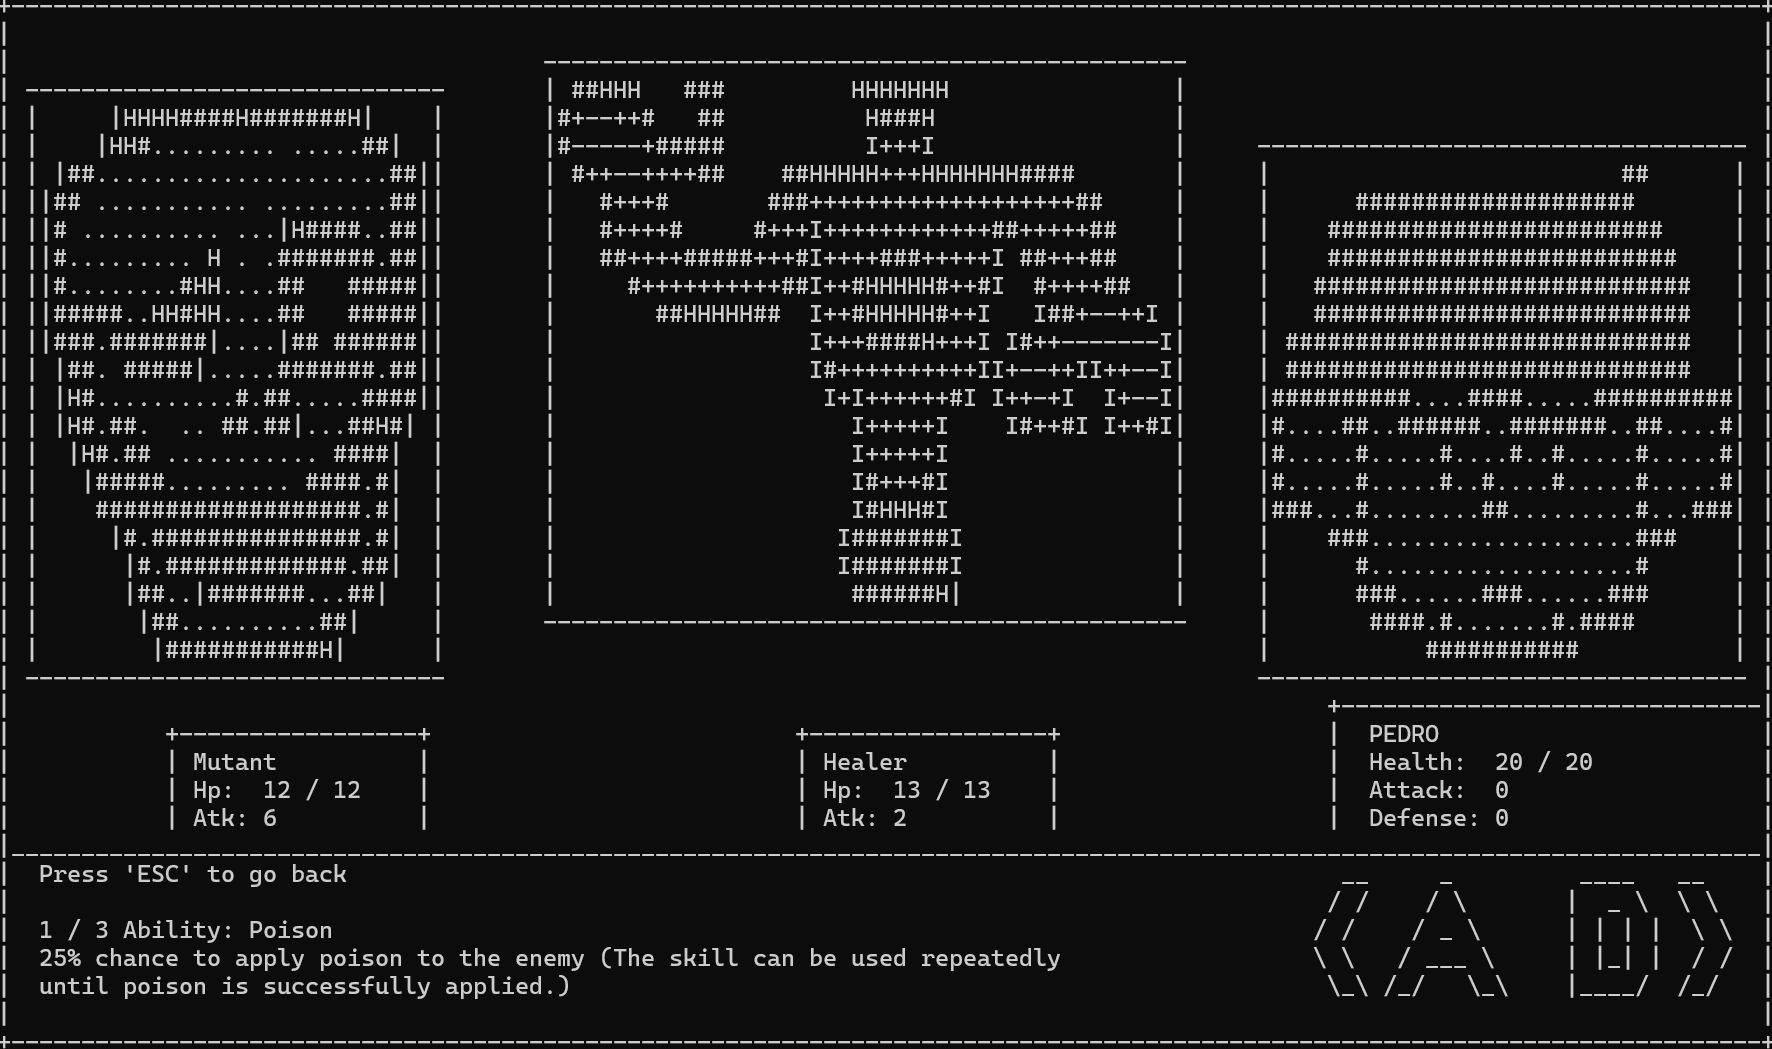 Mutant
Hp: 12 / 12
Atk: 6
Healer
Hp: 13 / 13
Atk: 2
PEDRO
Health: 20 / 20
Attack: 0
Defense: 0
Press 'ESC' to go back
1 / 3 Ability: Poison
25% chance to apply poison to the enemy (The skill can be used repeatedly
until poison is successfully applied.)
< A D >